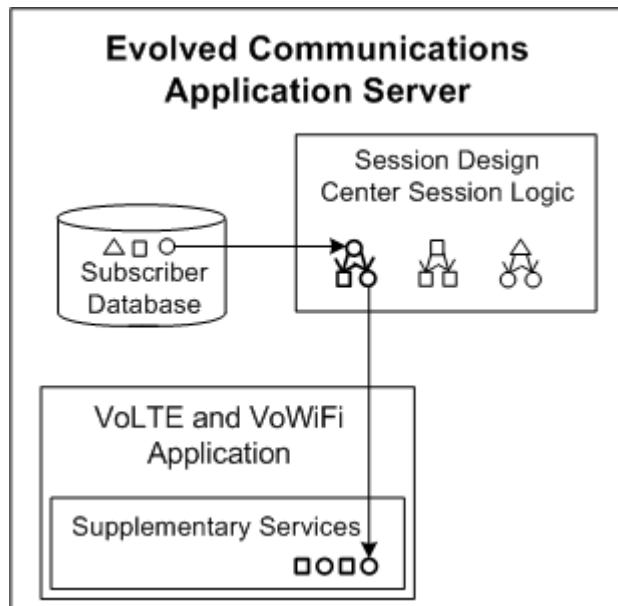 Evolved Communications
Application Server
Session Design
Center Session Logic
Subscriber
Database
VoLTE and VoWiFi
Application
Supplementary Services